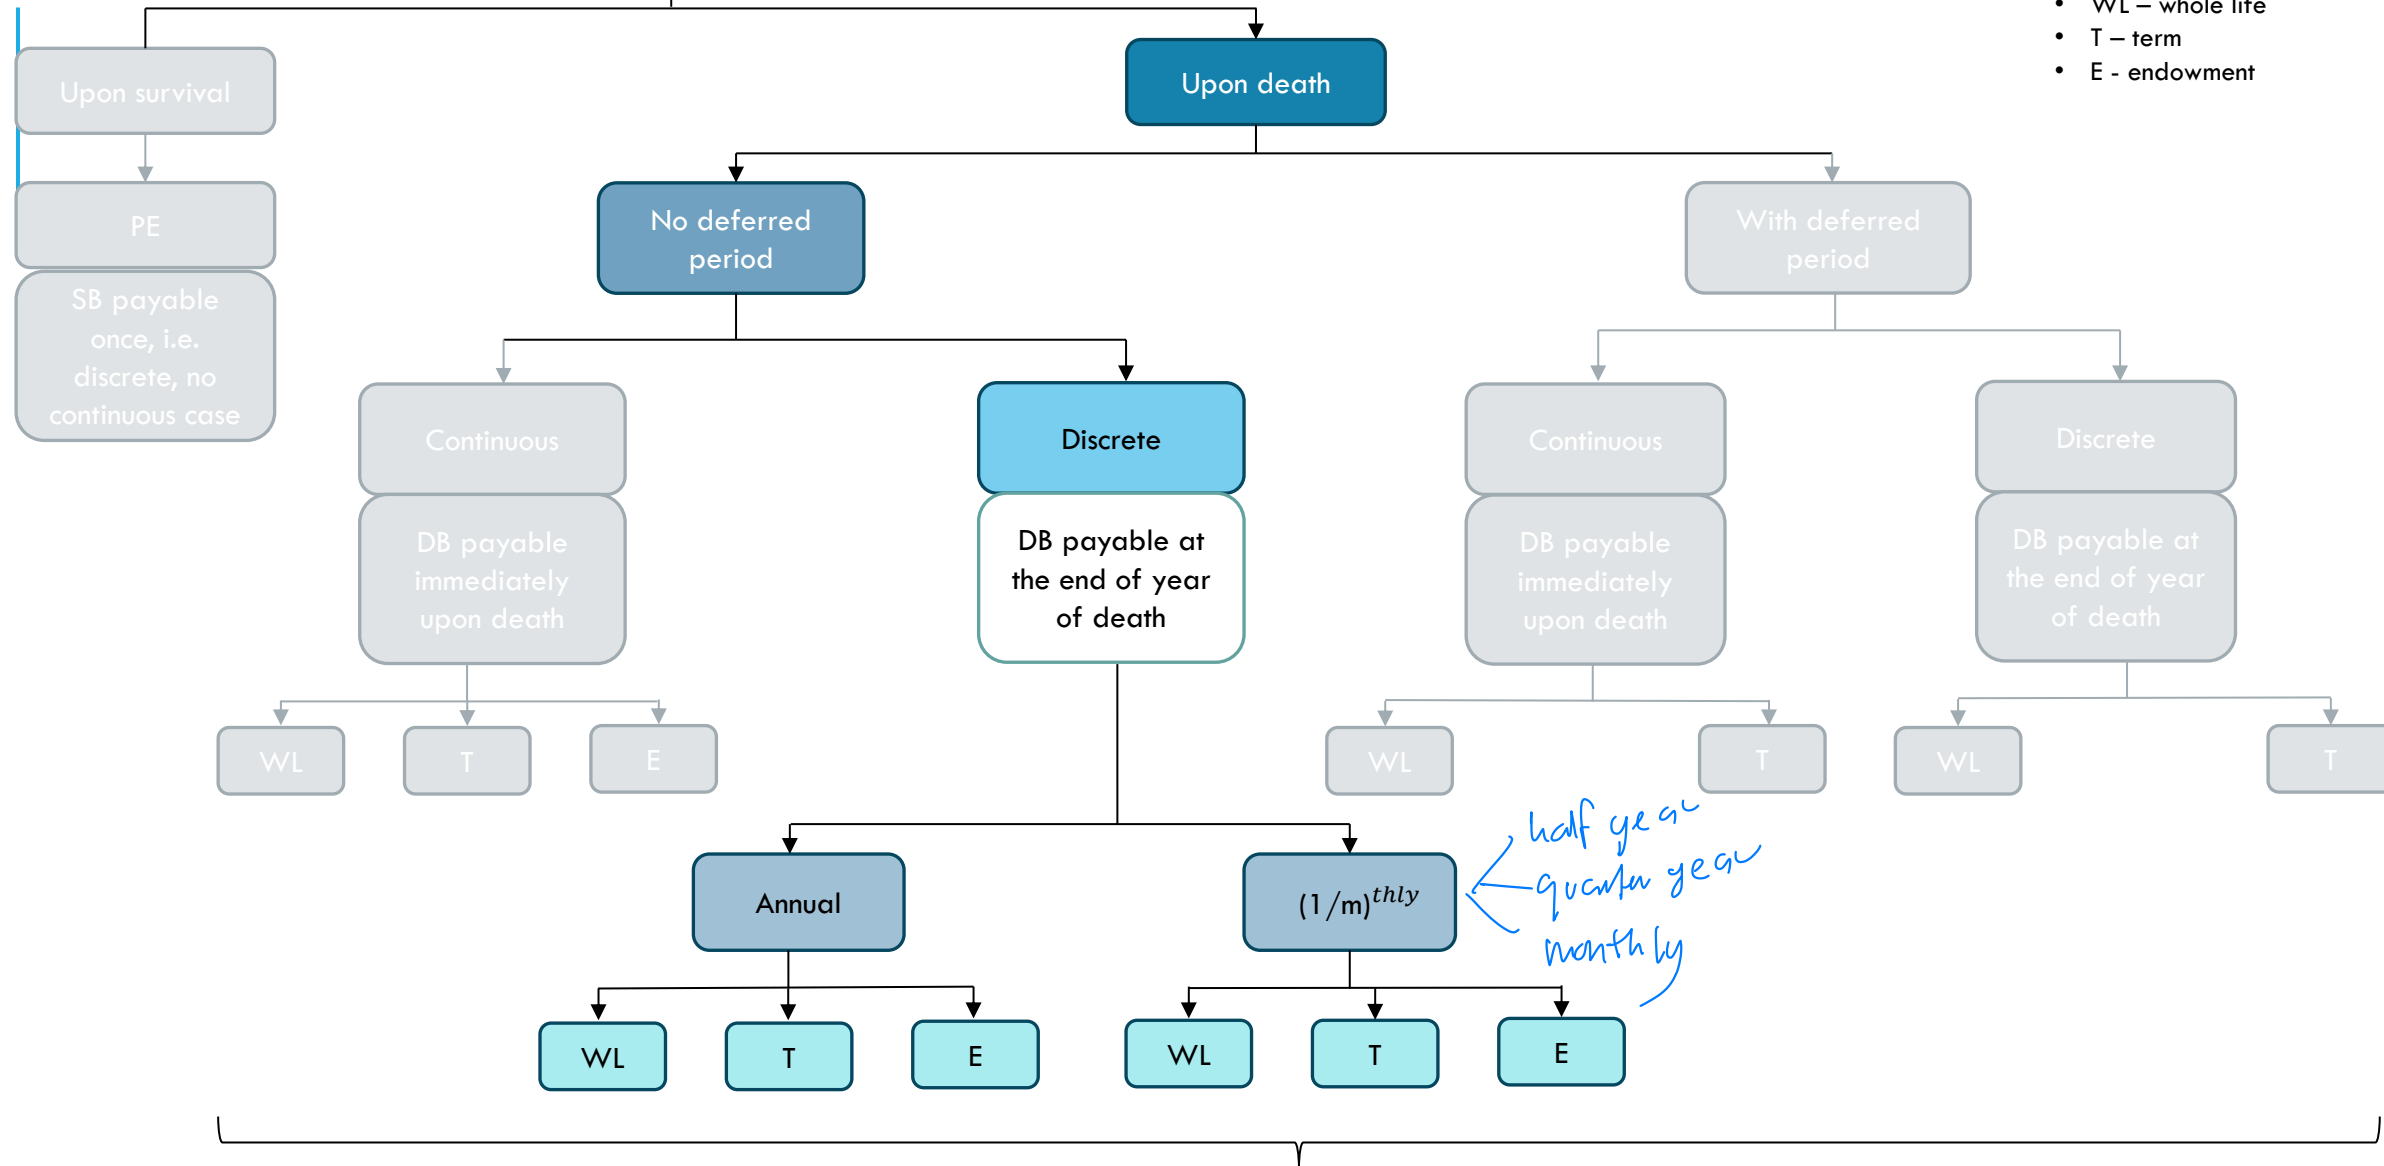 • WL – whole life
• T – term
• E - endowment
Upon survival
Upon death
PE
No deferred
period
With deferred
period
SB payable
once, i.e.
discrete, no
continuous case
Continuous
Discrete
Continuous
Discrete
DB payable
immediately
upon death
DB payable at
the end of year
of death
DB payable
immediately
upon death
DB payable at
the end of year
of death
WL
T
E
WL
T
WL
T
half year
quarter year
monthly
Annual
(1/m)^thly
WL
T
E
WL
T
E